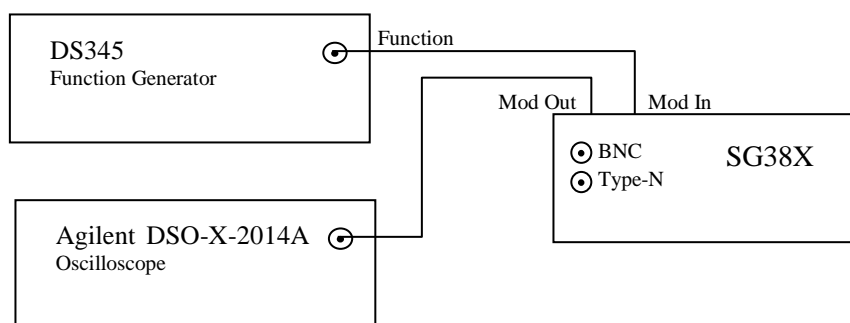 DS345
Function Generator
Function
Mod Out
Mod In
BNC
SG38X
Type-N
Agilent DSO-X-2014A
Oscilloscope